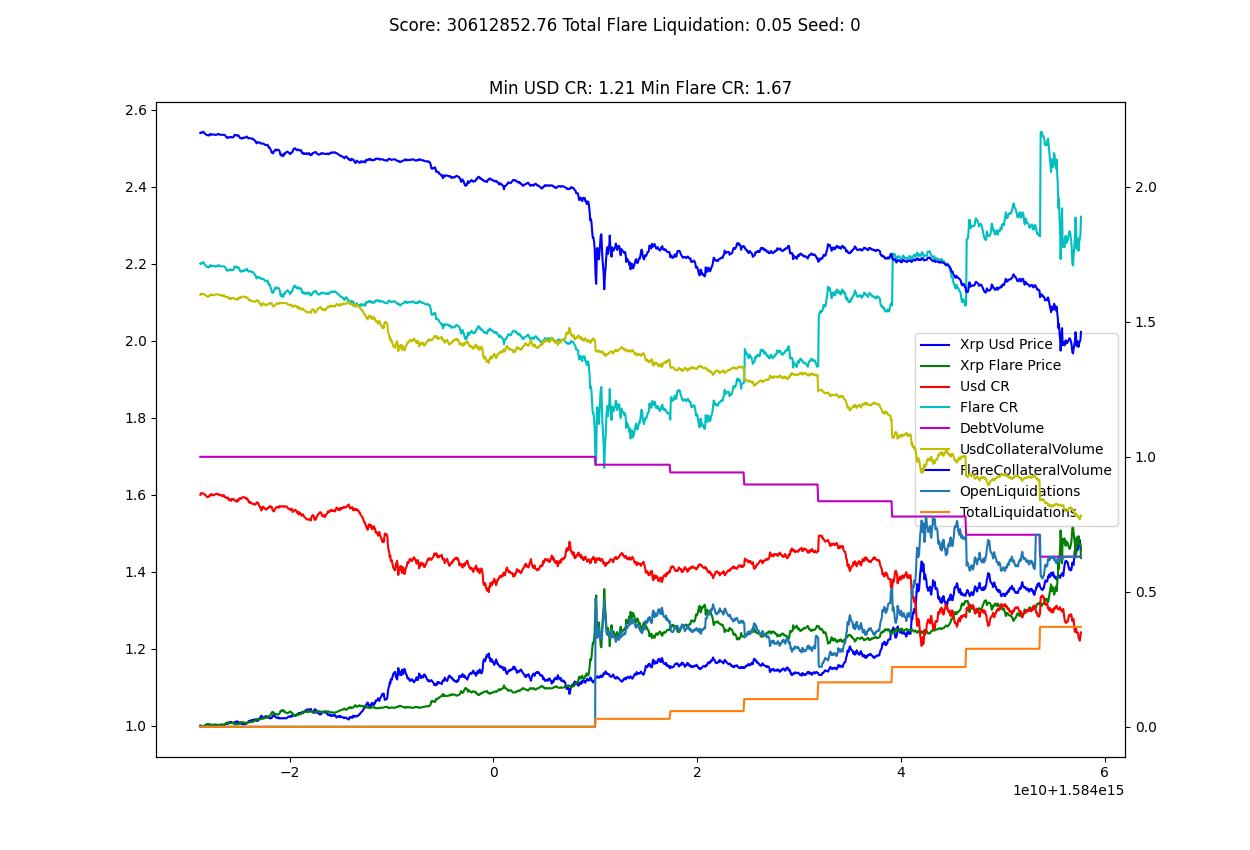 Score: 30612852.76 Total Flare Liquidation: 0.05 Seed: 0
Min USD CR: 1.21 Min Flare CR: 1.67
2.6
2.4
2.2
2.0
1.8
1.6
1.4
1.2
1.0
2.0
1.5
1.0
0.5
0.0
Xrp Usd Price
Xrp Flare Price
Usd CR
Flare CR
DebtVolume
UsdCollateralVolume
FlareCollateralVolume
OpenLiquidations
TotalLiquidations
−2 0 2 4 6
1e10+1.584e15